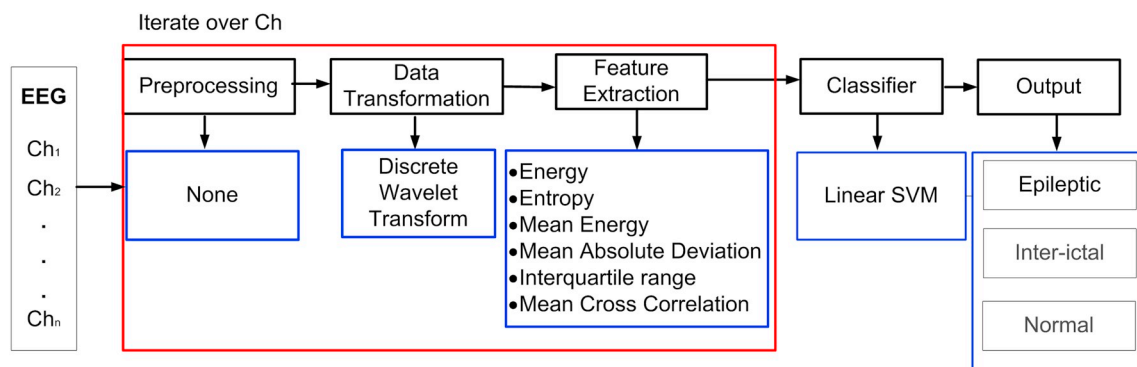 Iterate over Ch
EEG
Ch1
Ch2
.
.
.
Chn
Preprocessing
None
Data
Transformation
Discrete
Wavelet
Transform
Feature
Extraction
•Energy
•Entropy
•Mean Energy
•Mean Absolute Deviation
•Interquartile range
•Mean Cross Correlation
Classifier
Linear SVM
Output
Epileptic
Inter-ictal
Normal